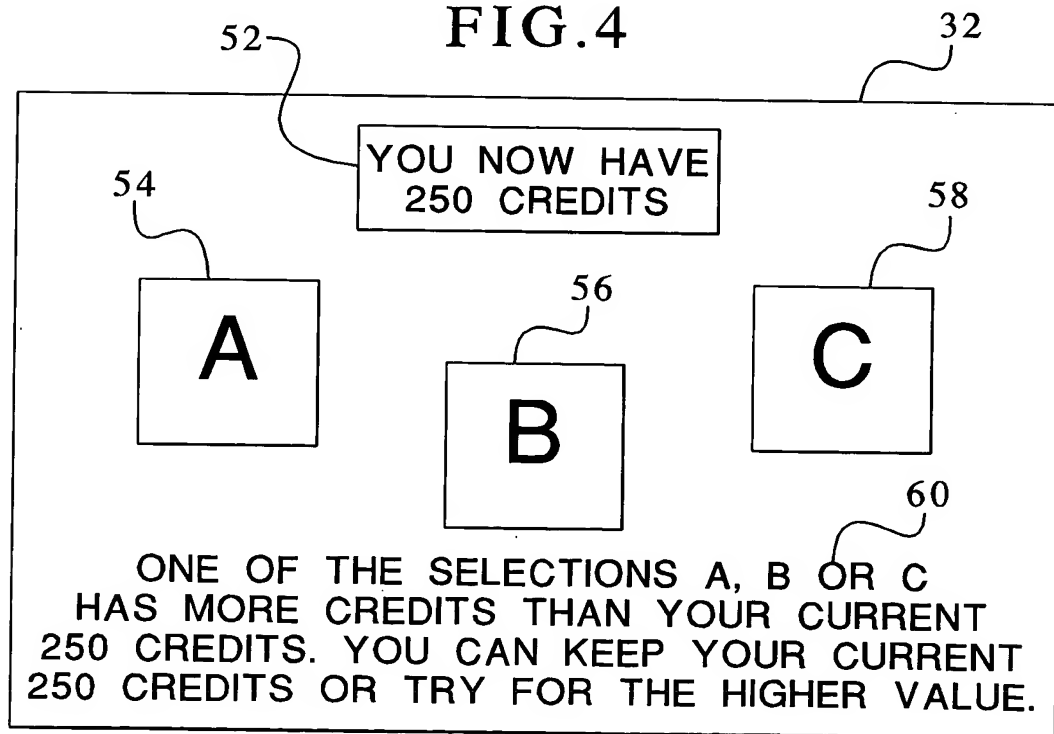 FIG.4
52
32
YOU NOW HAVE
250 CREDITS
54
58
56
A
B
C
60
ONE OF THE SELECTIONS A, B OR C
HAS MORE CREDITS THAN YOUR CURRENT
250 CREDITS. YOU CAN KEEP YOUR CURRENT
250 CREDITS OR TRY FOR THE HIGHER VALUE.